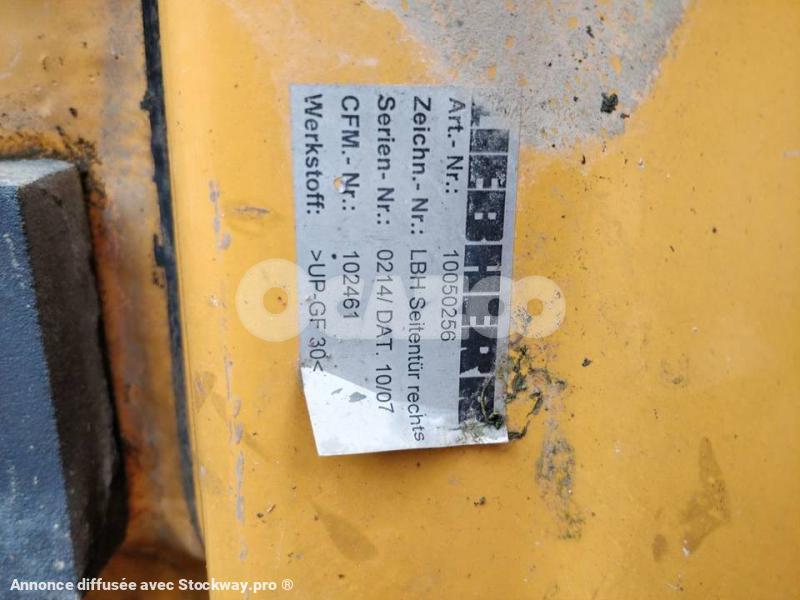 LIEBHERR
Art.- Nr.: 10050256
Zeichn.- Nr.: LBH Seitentür rechts
Serien- Nr.: 0214/ DAT. 10/07
CFM.- Nr.: 102461
Werkstoff: >UP-GF 30<
Annonce diffusée avec Stockway.pro ®